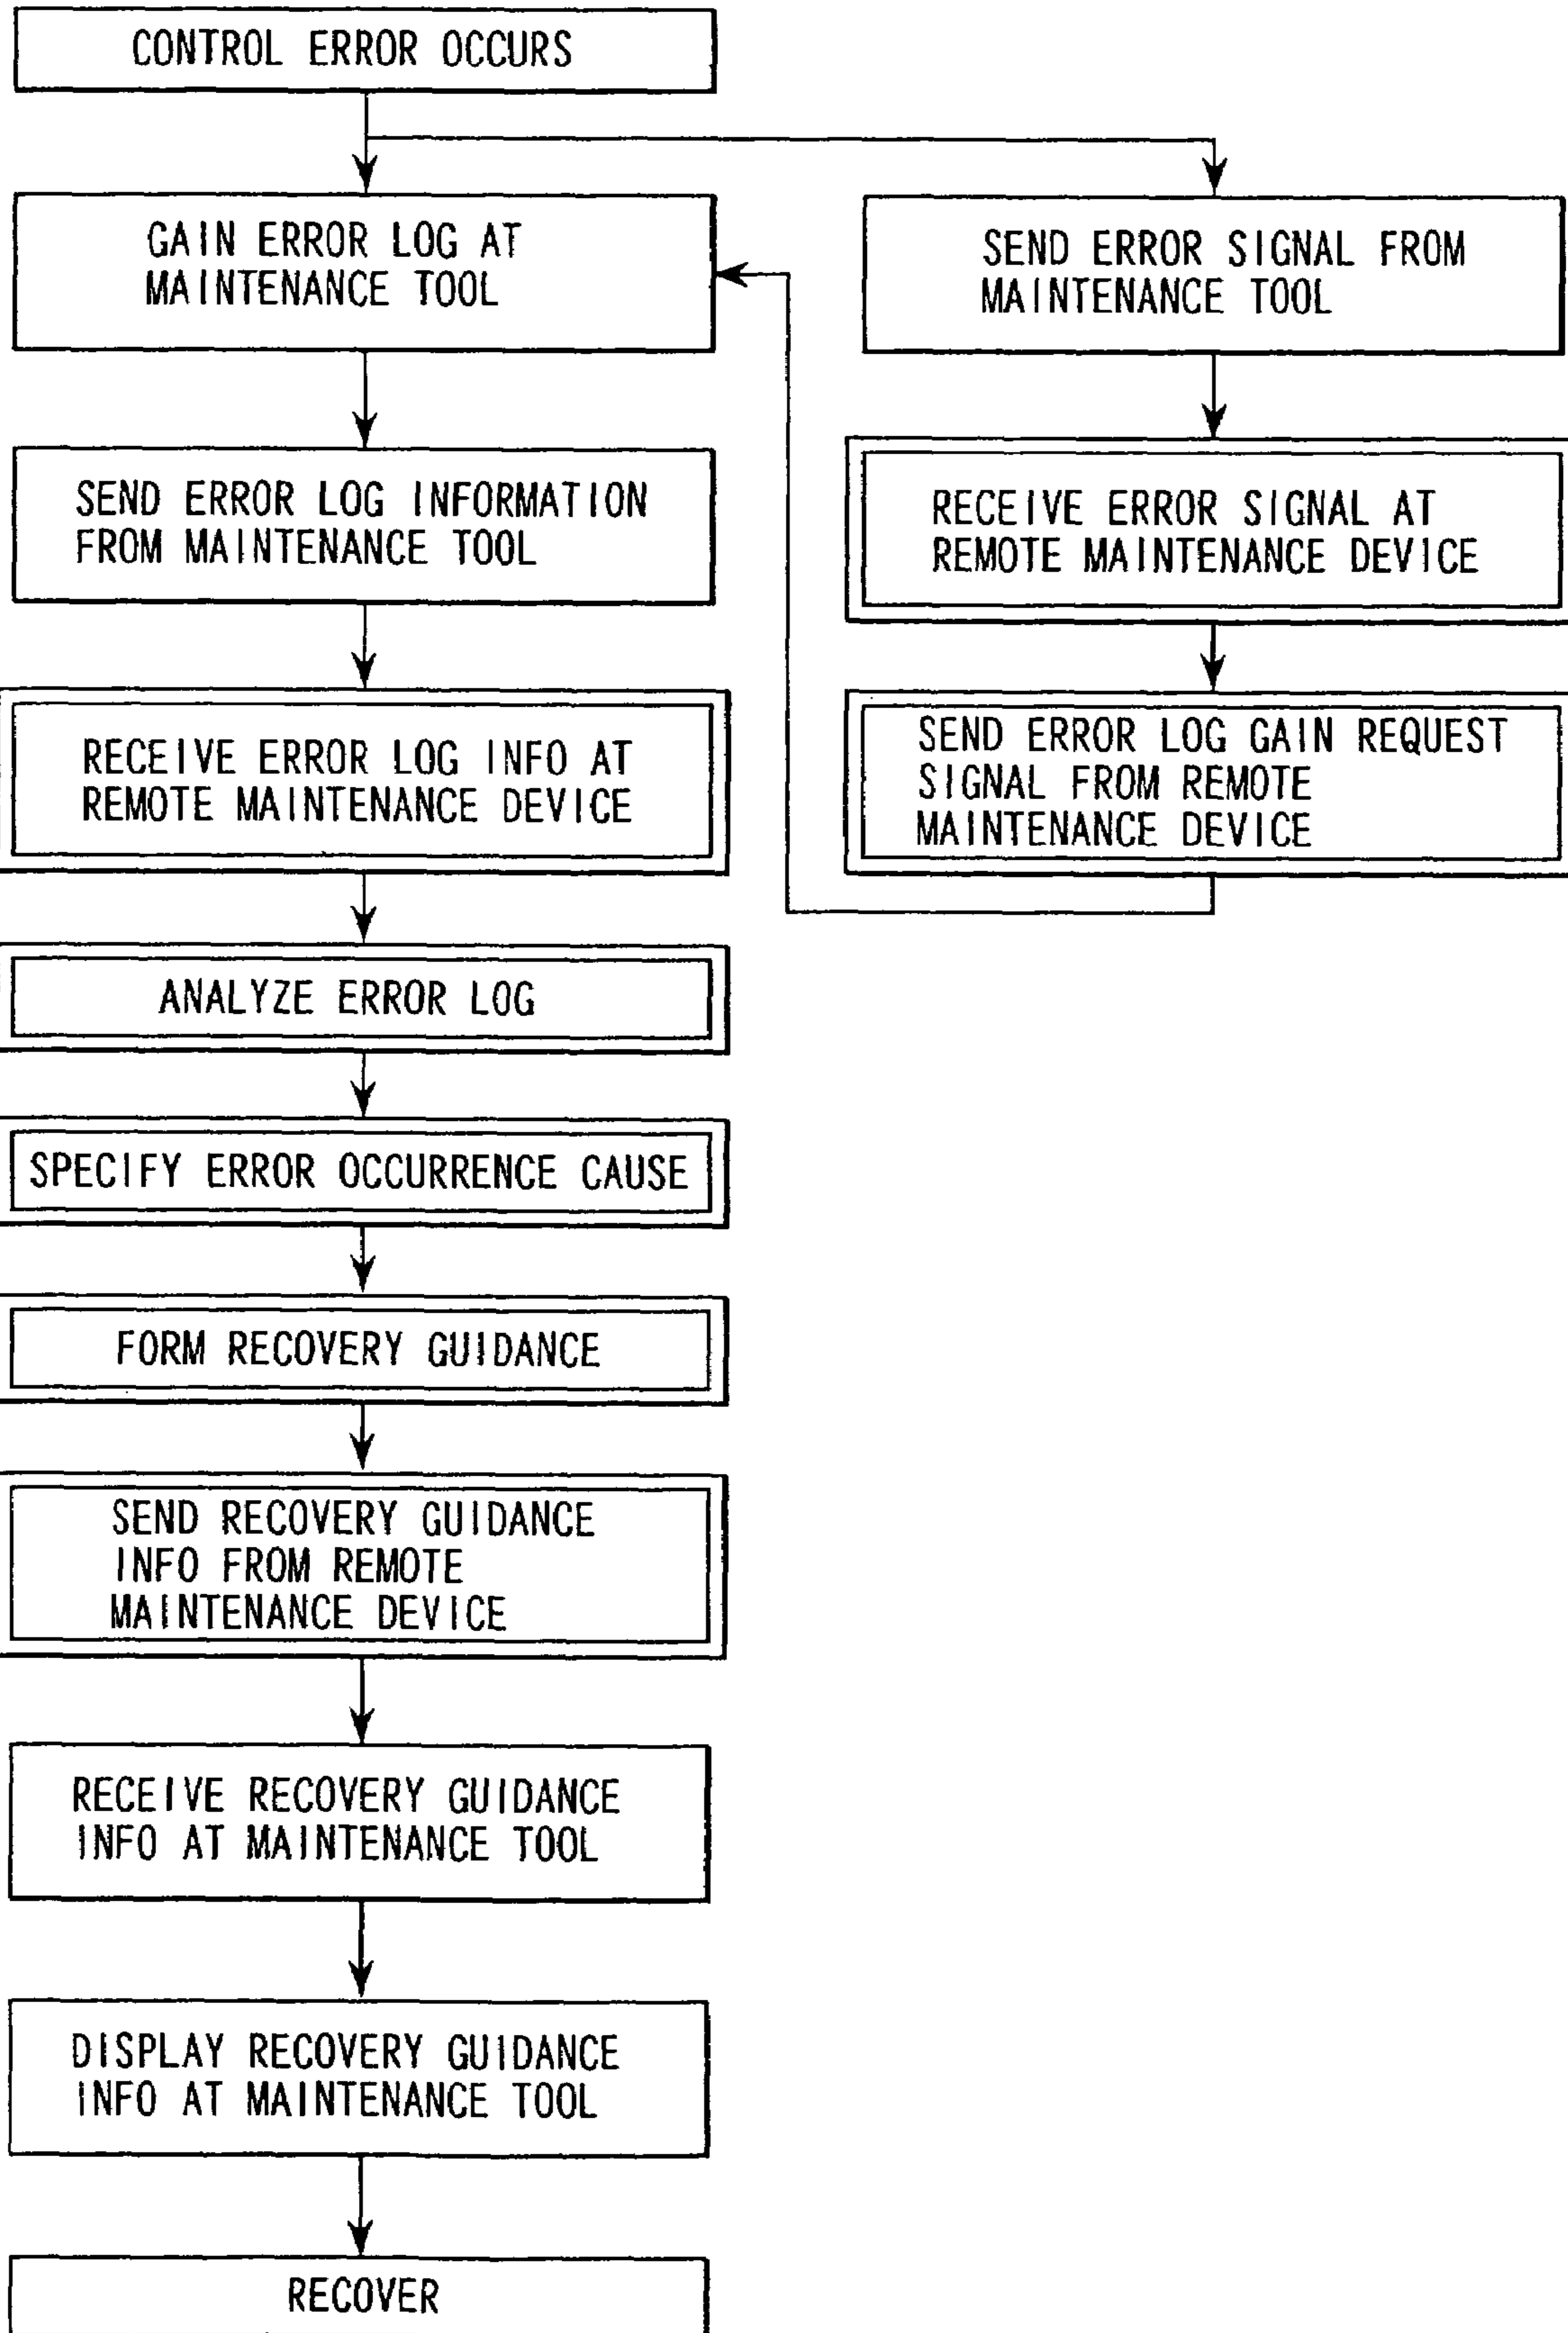 CONTROL ERROR OCCURS
GAIN ERROR LOG AT
MAINTENANCE TOOL
SEND ERROR SIGNAL FROM
MAINTENANCE TOOL
SEND ERROR LOG INFORMATION
FROM MAINTENANCE TOOL
RECEIVE ERROR SIGNAL AT
REMOTE MAINTENANCE DEVICE
RECEIVE ERROR LOG INFO AT
REMOTE MAINTENANCE DEVICE
SEND ERROR LOG GAIN REQUEST
SIGNAL FROM REMOTE
MAINTENANCE DEVICE
ANALYZE ERROR LOG
SPECIFY ERROR OCCURRENCE CAUSE
FORM RECOVERY GUIDANCE
SEND RECOVERY GUIDANCE
INFO FROM REMOTE
MAINTENANCE DEVICE
RECEIVE RECOVERY GUIDANCE
INFO AT MAINTENANCE TOOL
DISPLAY RECOVERY GUIDANCE
INFO AT MAINTENANCE TOOL
RECOVER